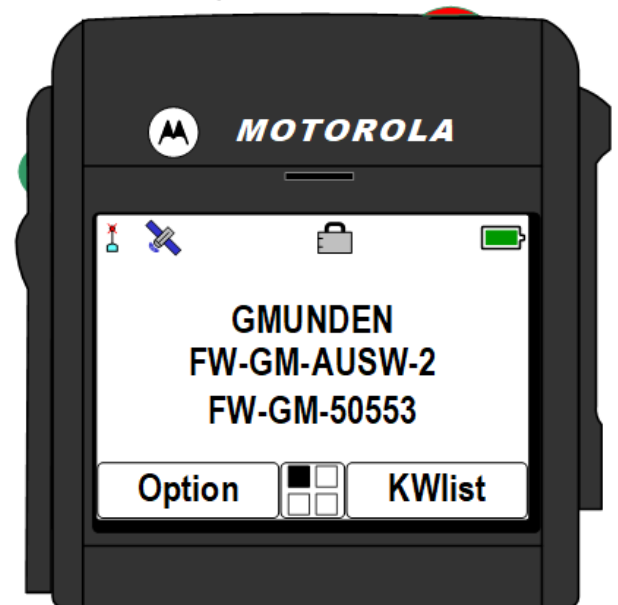 MOTOROLA
GMUNDEN
FW-GM-AUSW-2
FW-GM-50553
Option KWlist